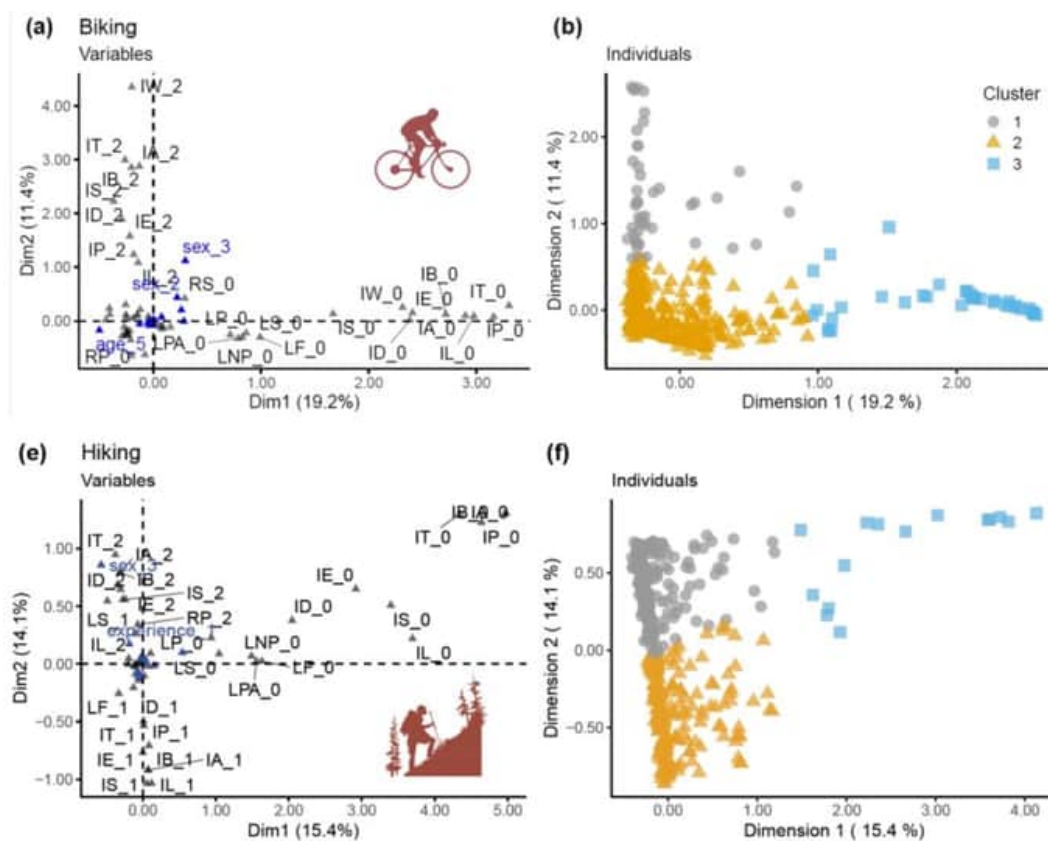 (a) Biking
Variables
IW_2
4.00
IT_2
IA_2
3.00
IB_2
IS_2
2.00
ID_2
IE_2
IP_2
sex_3
1.00
IL_2
sex_2
RS_0
IB_0
IW_0
IE_0
IT_0
LP_0
LS_0
0.00
IS_0
IA_0
IP_0
age_5
LPA_0
LF_0
ID_0
IL_0
RP_0
LNP_0
Dim2 (11.4%)
0.00 1.00 2.00 3.00
Dim1 (19.2%)
(b)
Individuals
Cluster
1
2
3
2.00
1.00
0.00
Dimension 2 ( 11.4 %)
0.00 1.00 2.00
Dimension 1 ( 19.2 %)
(e) Hiking
Variables
IT_2
IA_2
1.00
sex_3
ID_2
IB_2
IS_2
0.50
IE_2
LS_1
RP_2
experience
IL_2
LP_0
LNP_0
0.00
LS_0
LF_0
LPA_0
IT_0
IP_0
IE_0
ID_0
IS_0
IL_0
LF_1
ID_1
−0.50
IT_1
IP_1
IE_1
IB_1
IA_1
−1.00
IS_1
IL_1
Dim2 (14.1%)
0.00 1.00 2.00 3.00 4.00 5.00
Dim1 (15.4%)
(f)
Individuals
0.50
0.00
−0.50
Dimension 2 ( 14.1 %)
0.00 1.00 2.00 3.00 4.00
Dimension 1 ( 15.4 %)